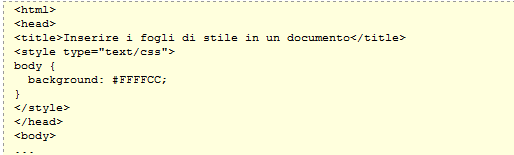 <html>
<head>
<title>Inserire i fogli di stile in un documento</title>
<style type="text/css">
body {
  background: #FFFFCC;
}
</style>
</head>
<body>
...